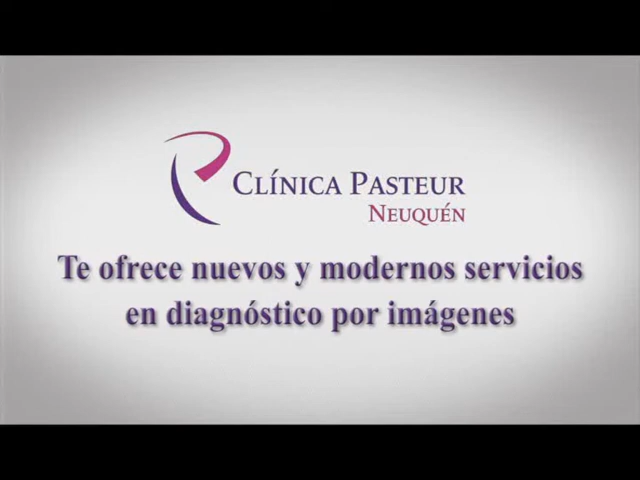 CLÍNICA PASTEUR
NEUQUÉN
Te ofrece nuevos y modernos servicios
en diagnóstico por imágenes